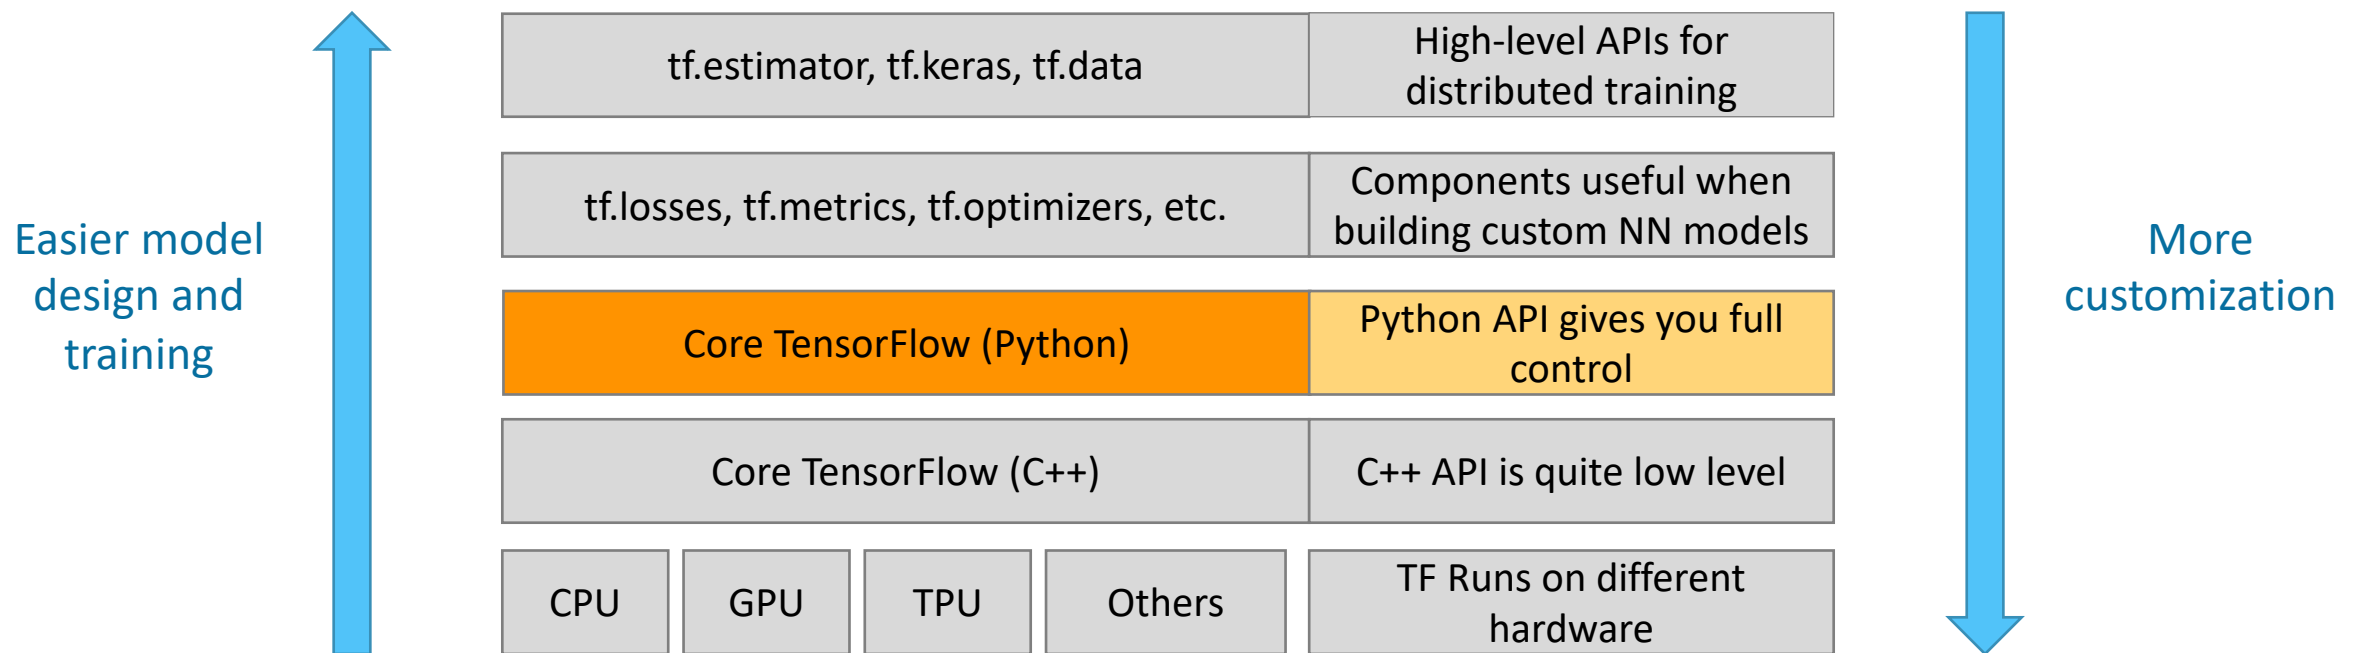 tf.estimator, tf.keras, tf.data
High-level APIs for
distributed training
tf.losses, tf.metrics, tf.optimizers, etc.
Components useful when
building custom NN models
Easier model
design and
training
Core TensorFlow (Python)
Python API gives you full
control
More
customization
Core TensorFlow (C++)
C++ API is quite low level
CPU
GPU
TPU
Others
TF Runs on different
hardware